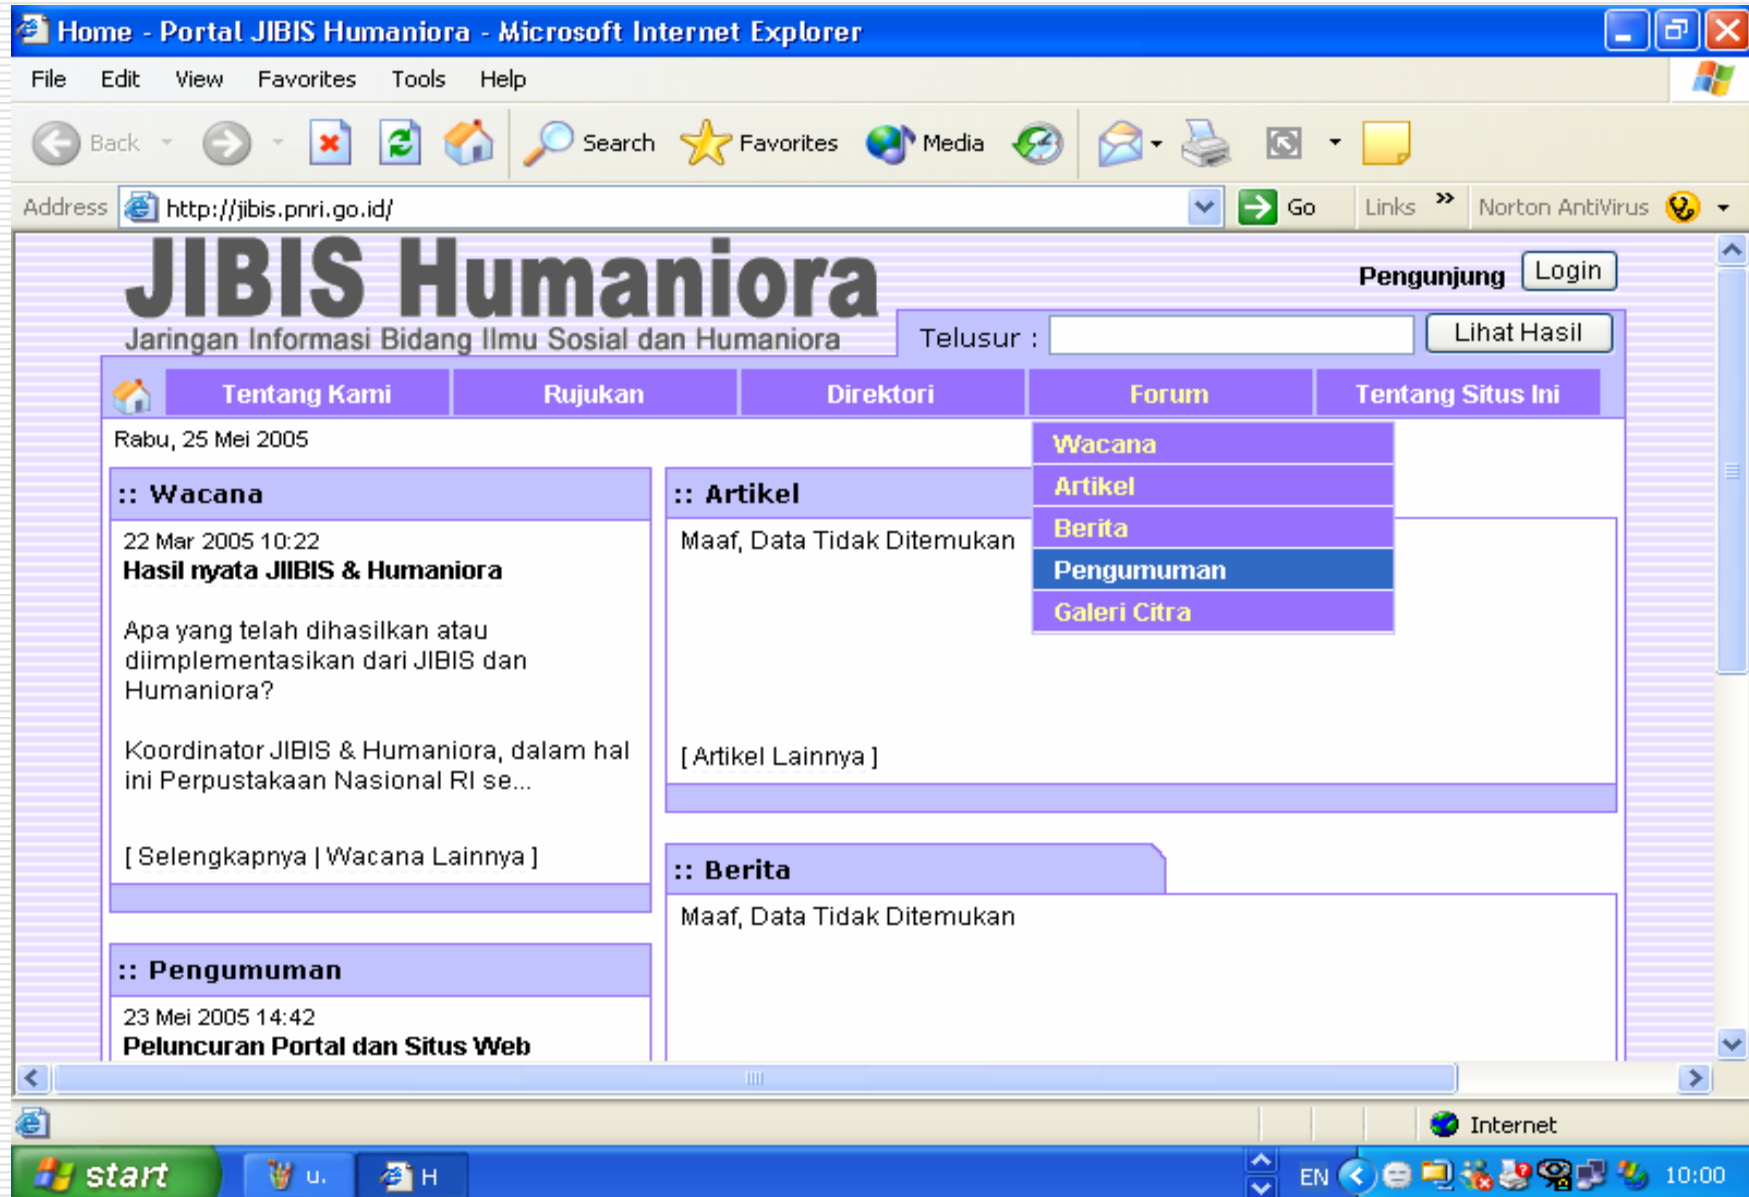 Home - Portal JIBIS Humaniora - Microsoft Internet Explorer
File Edit View Favorites Tools Help
Back Search Favorites Media
Address http://jibis.pnri.go.id/ Go Links » Norton AntiVirus
JIBIS Humaniora
Jaringan Informasi Bidang Ilmu Sosial dan Humaniora
Pengunjung Login
Telusur : Lihat Hasil
Tentang Kami Rujukan Direktori Forum Tentang Situs Ini
Rabu, 25 Mei 2005
Wacana
Artikel
Berita
Pengumuman
Galeri Citra
:: Wacana
22 Mar 2005 10:22
Hasil nyata JIIBIS & Humaniora
Apa yang telah dihasilkan atau
diimplementasikan dari JIBIS dan
Humaniora?
Koordinator JIBIS & Humaniora, dalam hal
ini Perpustakaan Nasional RI se...
[ Selengkapnya | Wacana Lainnya ]
:: Pengumuman
23 Mei 2005 14:42
Peluncuran Portal dan Situs Web
:: Artikel
Maaf, Data Tidak Ditemukan
[ Artikel Lainnya ]
:: Berita
Maaf, Data Tidak Ditemukan
Internet
start u. H EN 10:00